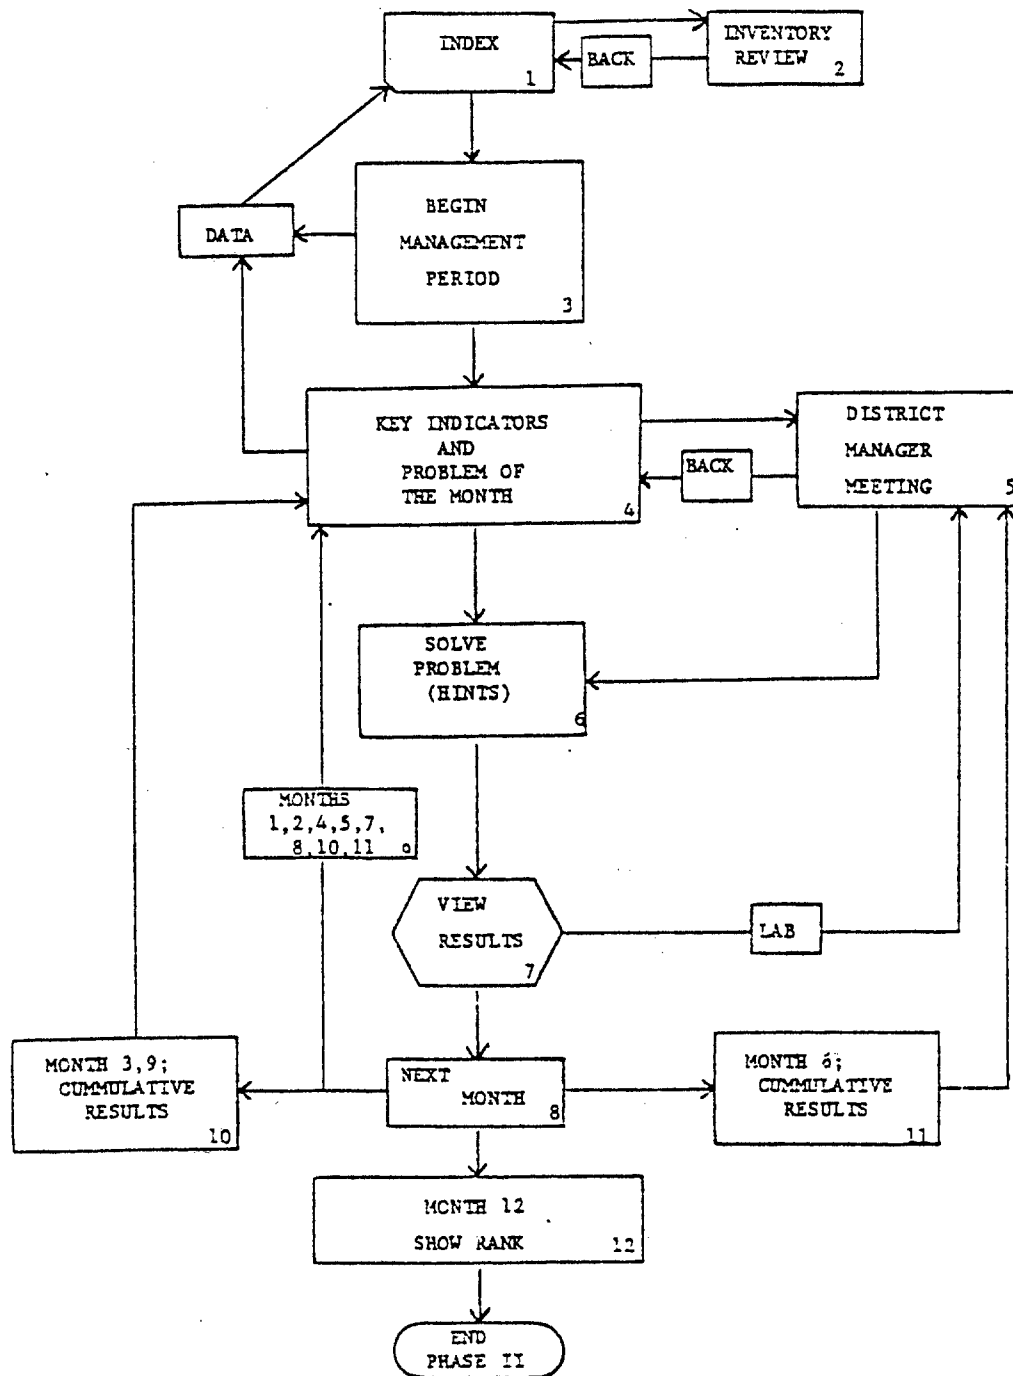 INDEX
1
INVENTORY
REVIEW
2
BACK
BEGIN
MANAGEMENT
PERIOD
3
DATA
KEY INDICATORS
AND
PROBLEM OF
THE MONTH
4
DISTRICT
MANAGER
MEETING
5
BACK
SOLVE
PROBLEM
(HINTS)
6
MONTHS
1,2,4,5,7,
8,10,11
VIEW
RESULTS
7
LAB
MONTH 3,9;
CUMMULATIVE
RESULTS
10
NEXT
MONTH
8
MONTH 6;
CUMMULATIVE
RESULTS
11
MONTH 12
SHOW RANK
12
END
PHASE II